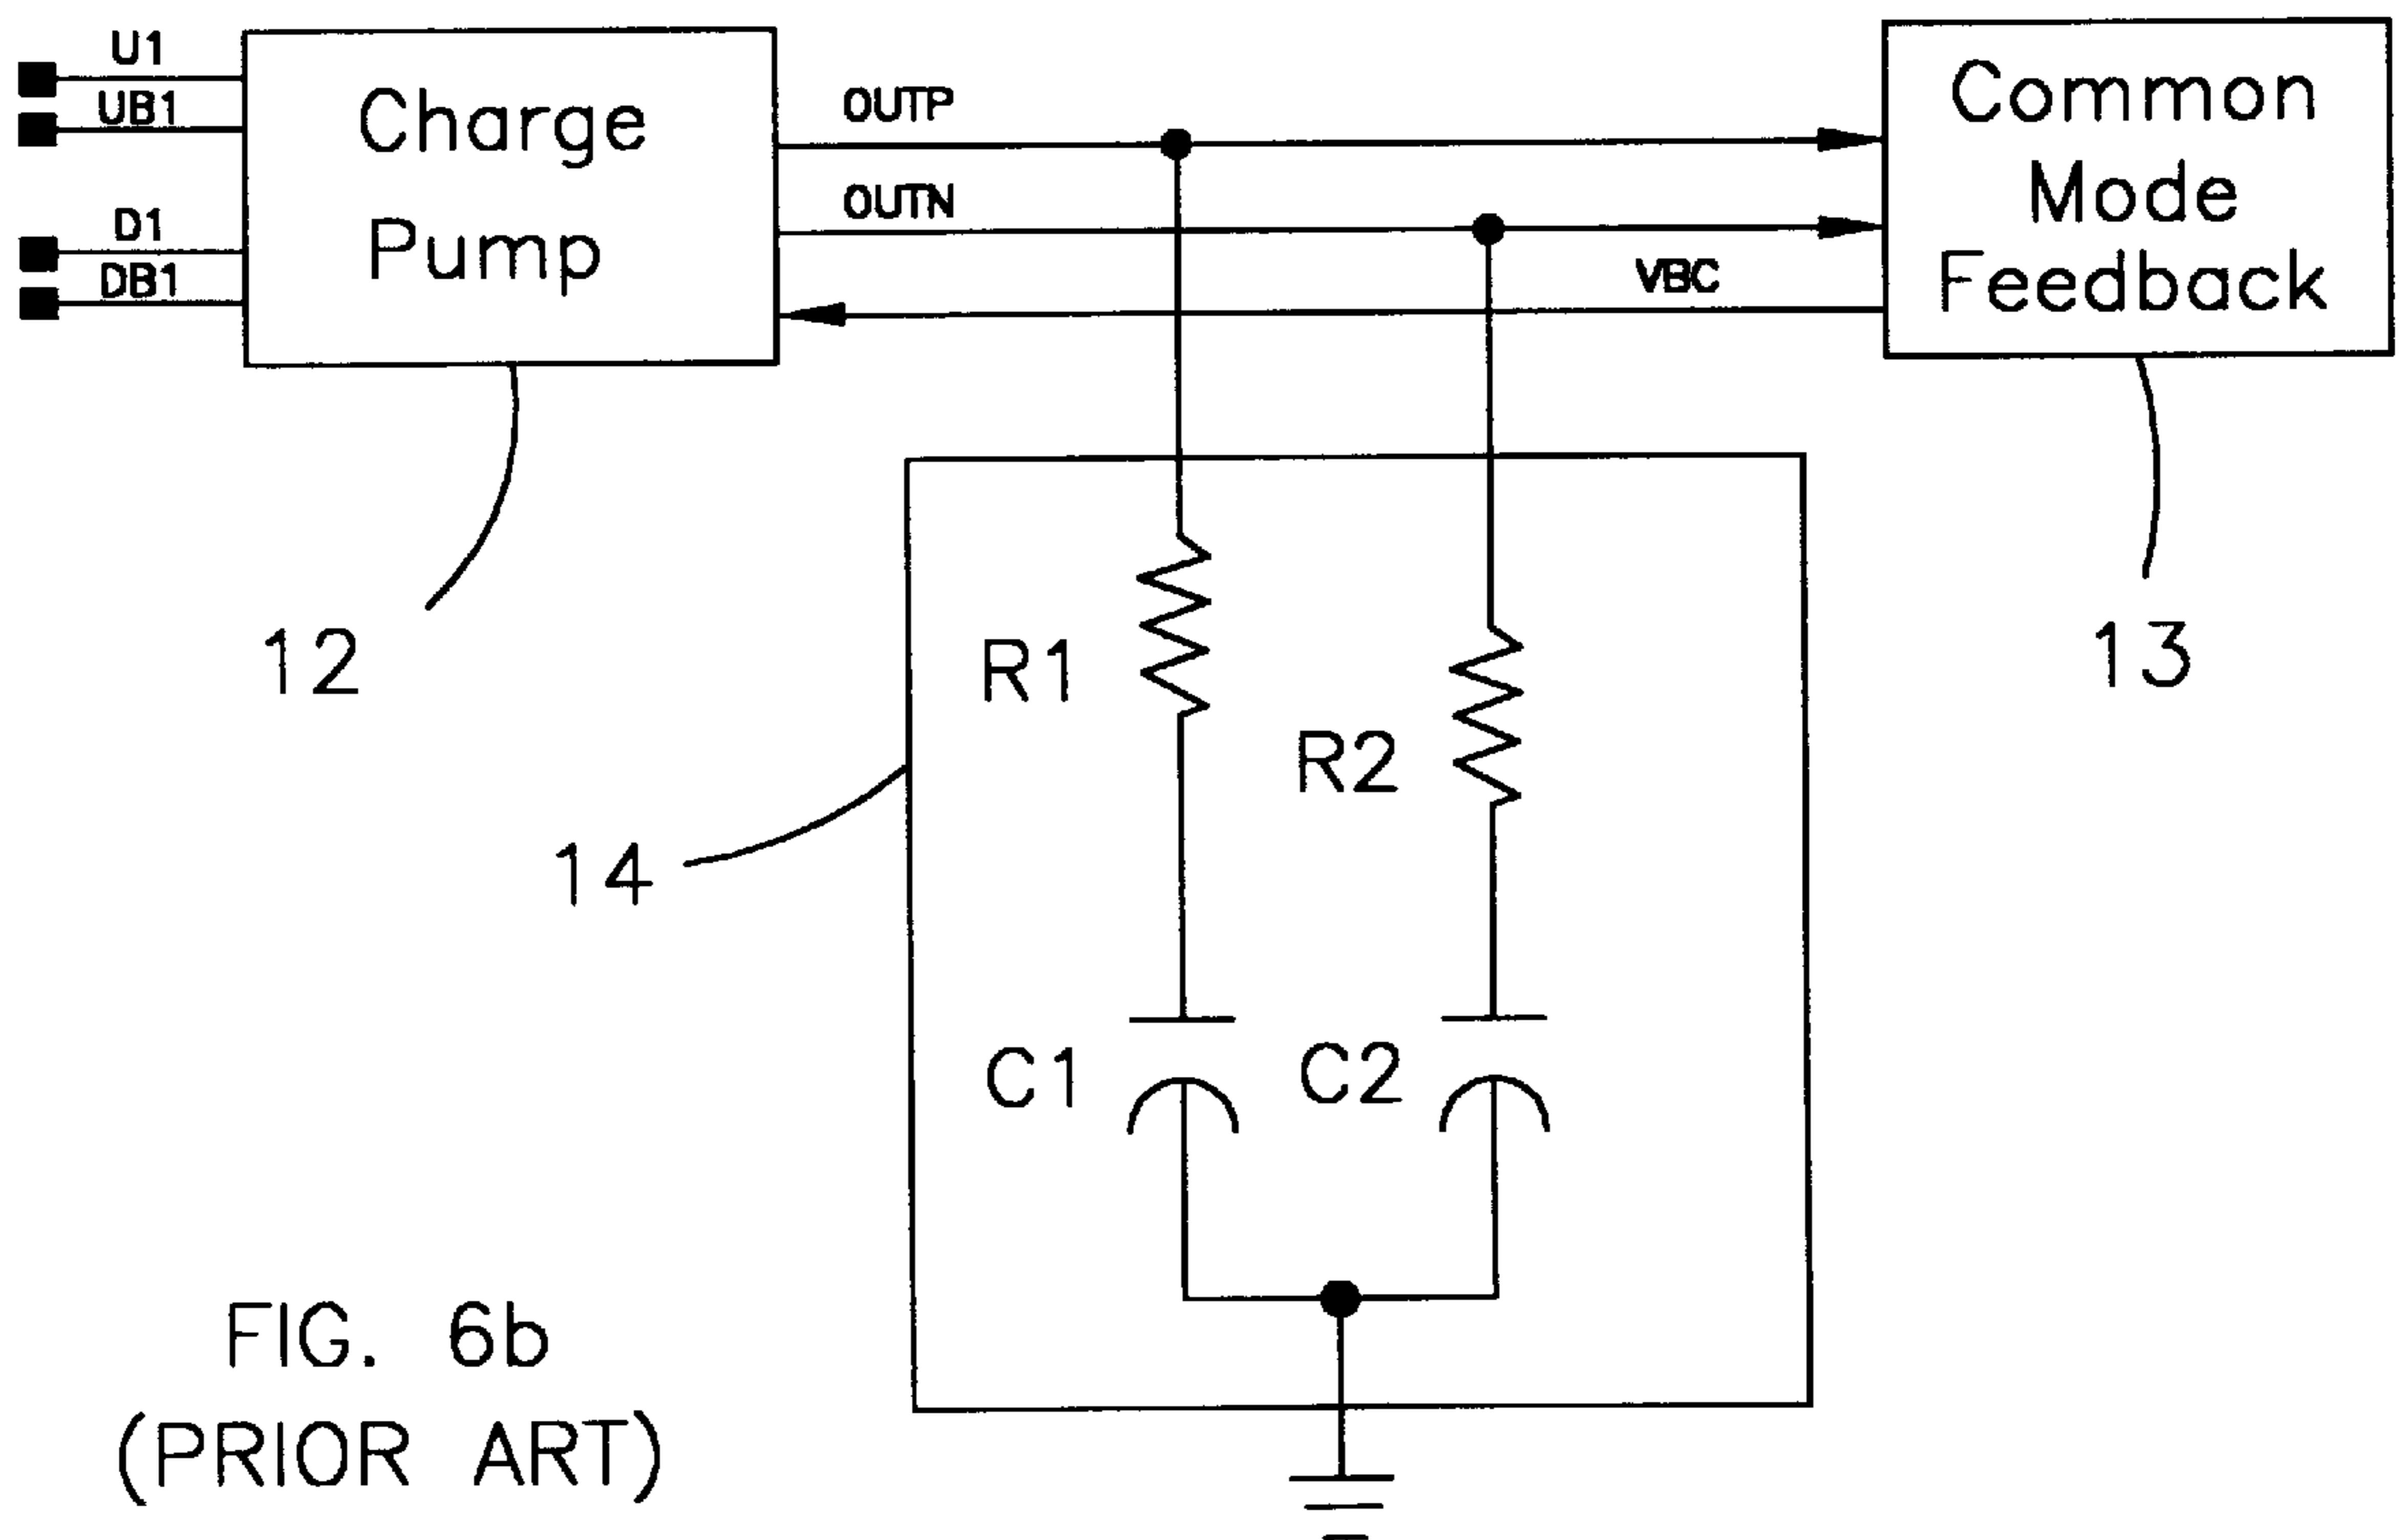 U1
UB1
D1
DB1
Charge
Pump
OUTP
OUTN
VBC
Common
Mode
Feedback
12
13
14
R1
R2
C1
C2
FIG. 6b
(PRIOR ART)